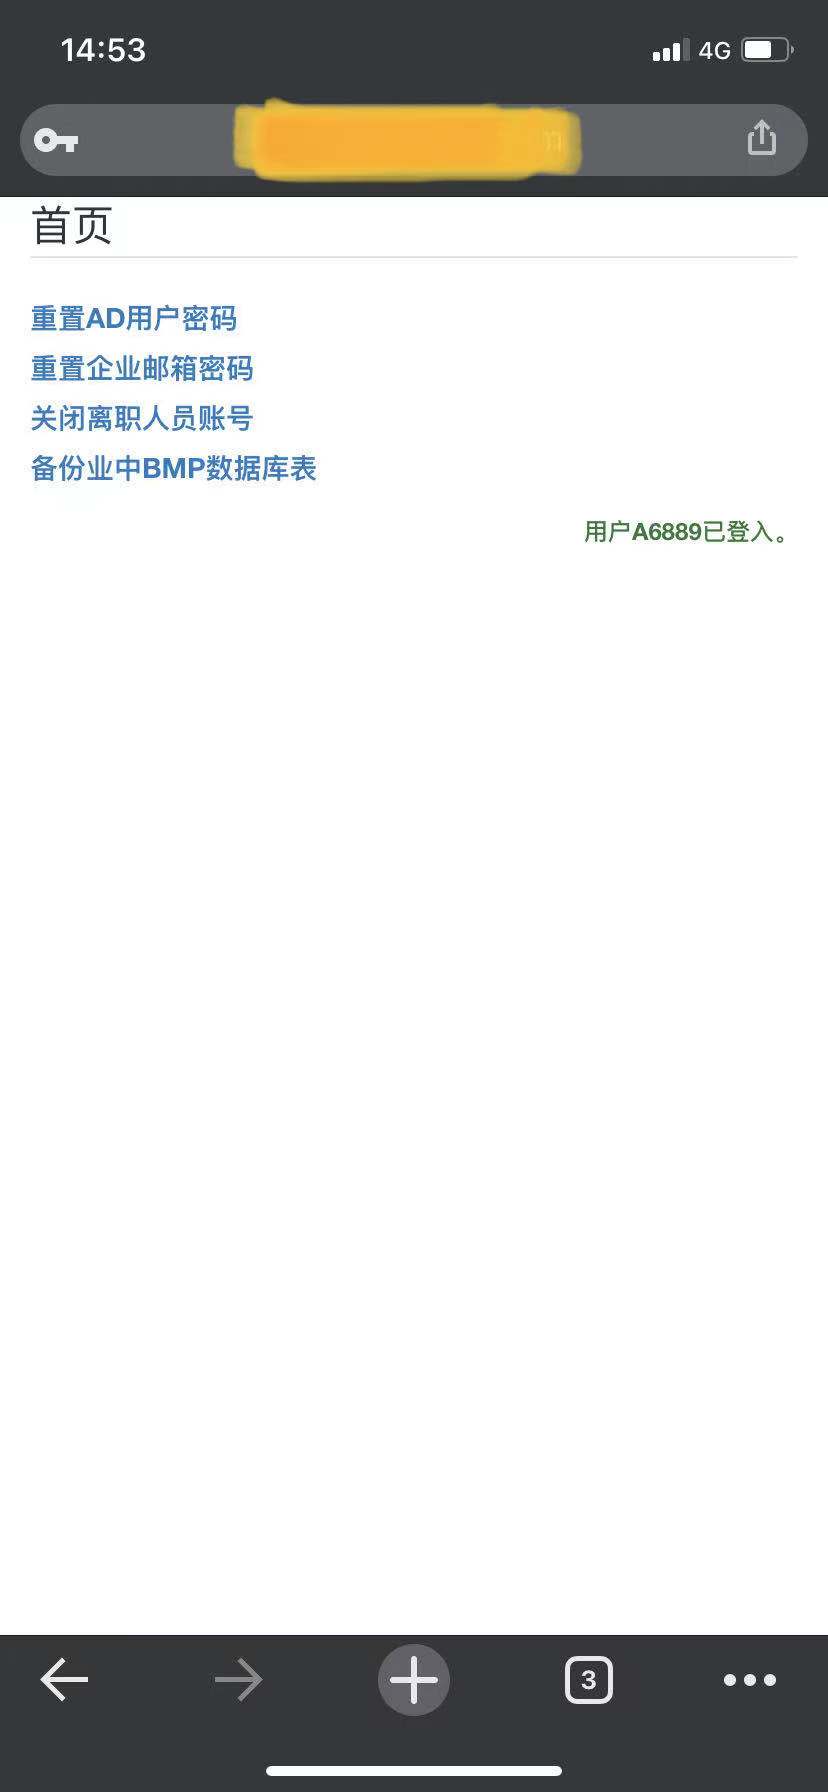 14:53
4G
首页
重置AD用户密码
重置企业邮箱密码
关闭离职人员账号
备份业中BMP数据库表
用户A6889已登入。
3